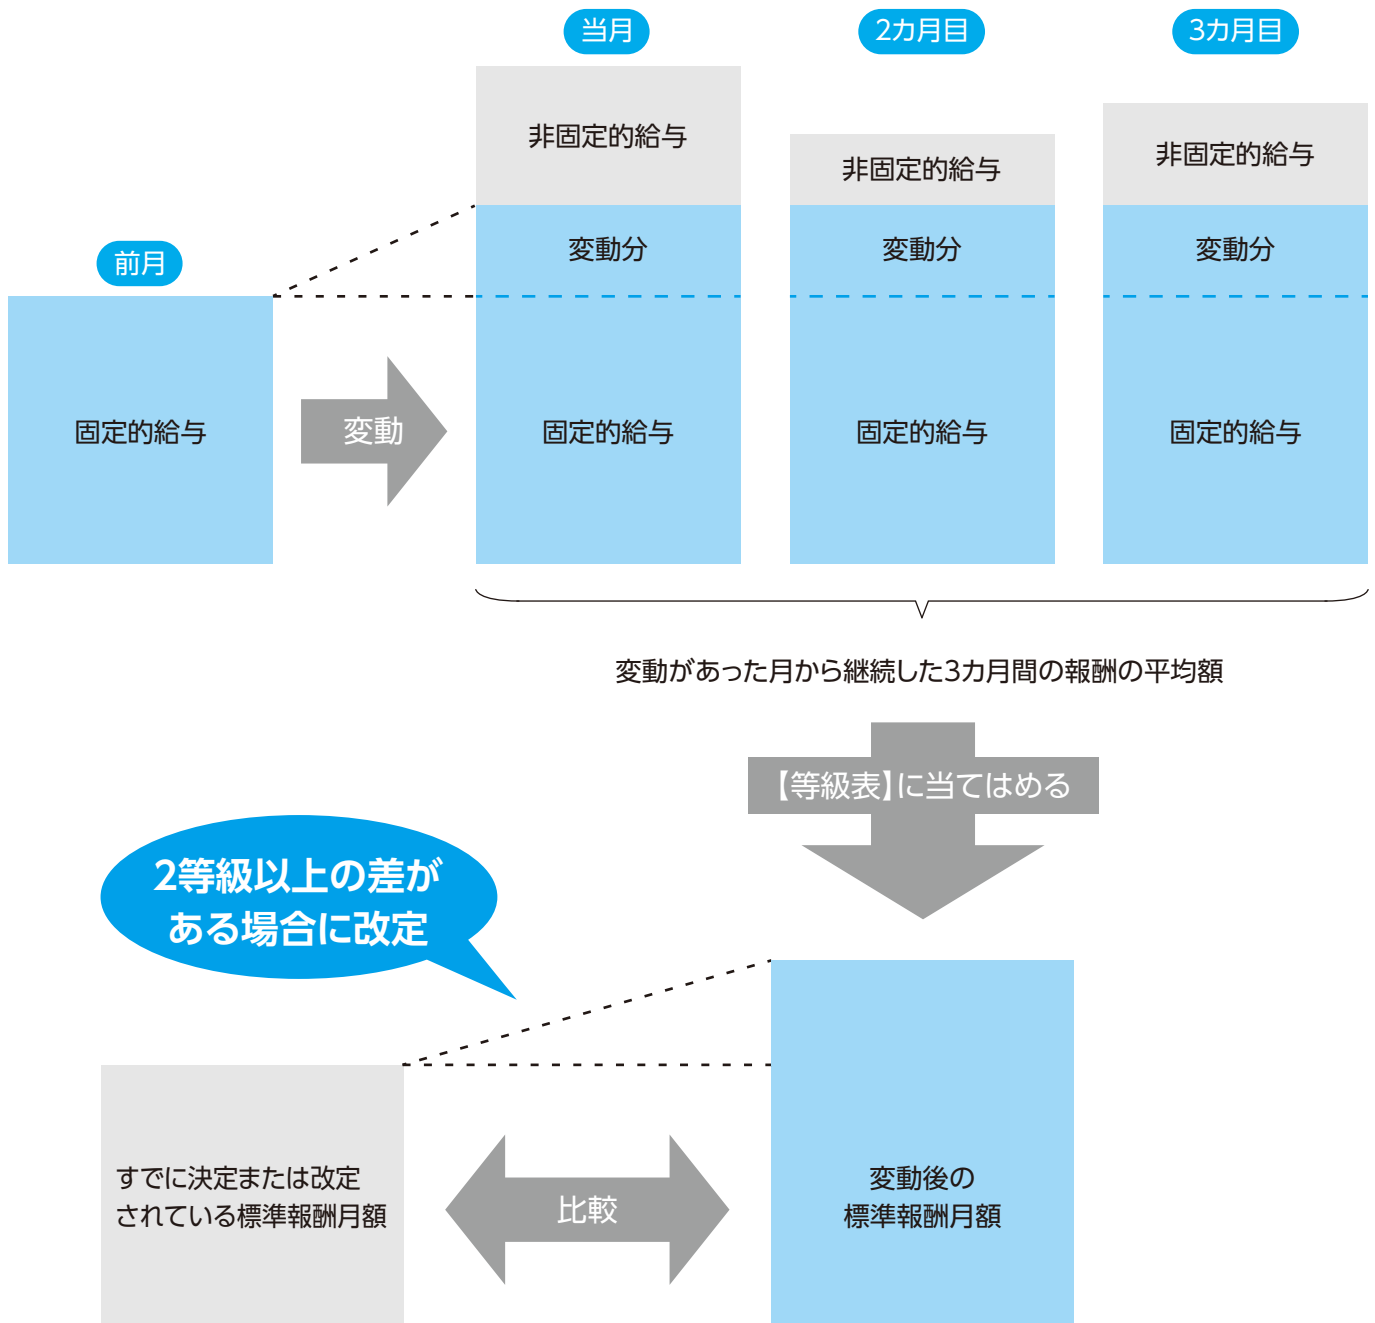 当月
2カ月目
3カ月目
非固定的給与
非固定的給与
非固定的給与
変動分
変動分
変動分
前月
固定的給与
変動
固定的給与
固定的給与
固定的給与
変動があった月から継続した3カ月間の報酬の平均額
【等級表】に当てはめる
2等級以上の差が
ある場合に改定
すでに決定または改定
されている標準報酬月額
比較
変動後の
標準報酬月額